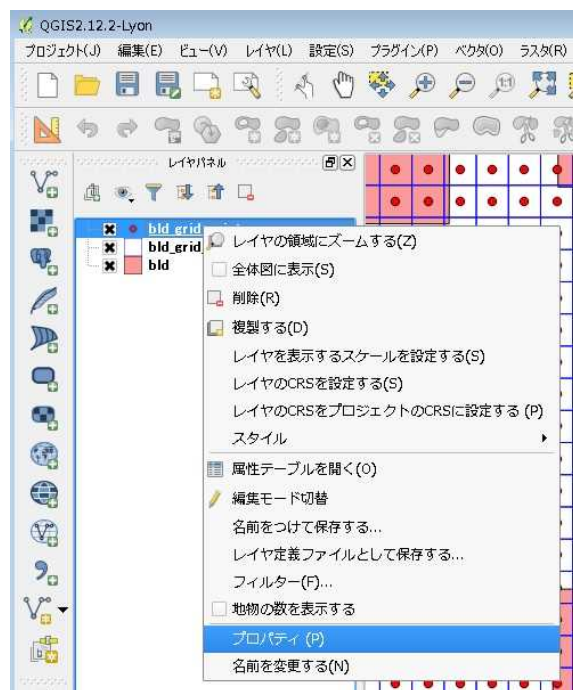 QGIS2.12.2-Lyon
プロジェクト(J) 編集(E) ビュー(V) レイヤ(L) 設定(S) プラグイン(P) ベクタ(O) ラスタ(R)
レイヤパネル
bld_grid
bld_grid
bld
レイヤの領域にズームする(Z)
全体図に表示(S)
削除(R)
複製する(D)
レイヤを表示するスケールを設定する(S)
レイヤのCRSを設定する(S)
レイヤのCRSをプロジェクトのCRSに設定する (P)
スタイル
属性テーブルを開く(O)
編集モード切替
名前をつけて保存する...
レイヤ定義ファイルとして保存する...
フィルター(F)...
地物の数を表示する
プロパティ (P)
名前を変更する(N)